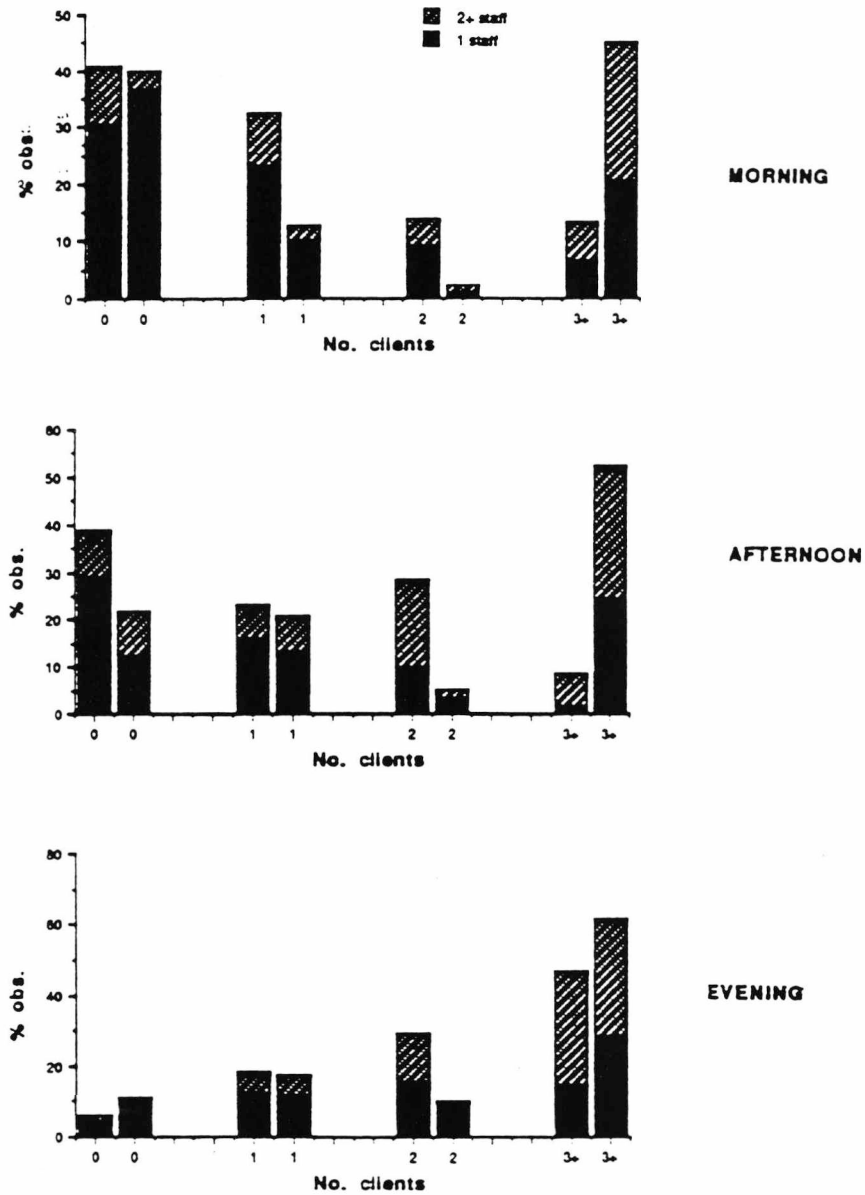 2+ staff
1 staff
50
40
30
20
10
0
% obs.
0 0 1 1 2 2 3+ 3+
No. clients
MORNING
60
50
40
30
20
10
0
% obs.
0 0 1 1 2 2 3+ 3+
No. clients
AFTERNOON
80
60
40
20
0
% obs.
0 0 1 1 2 2 3+ 3+
No. clients
EVENING